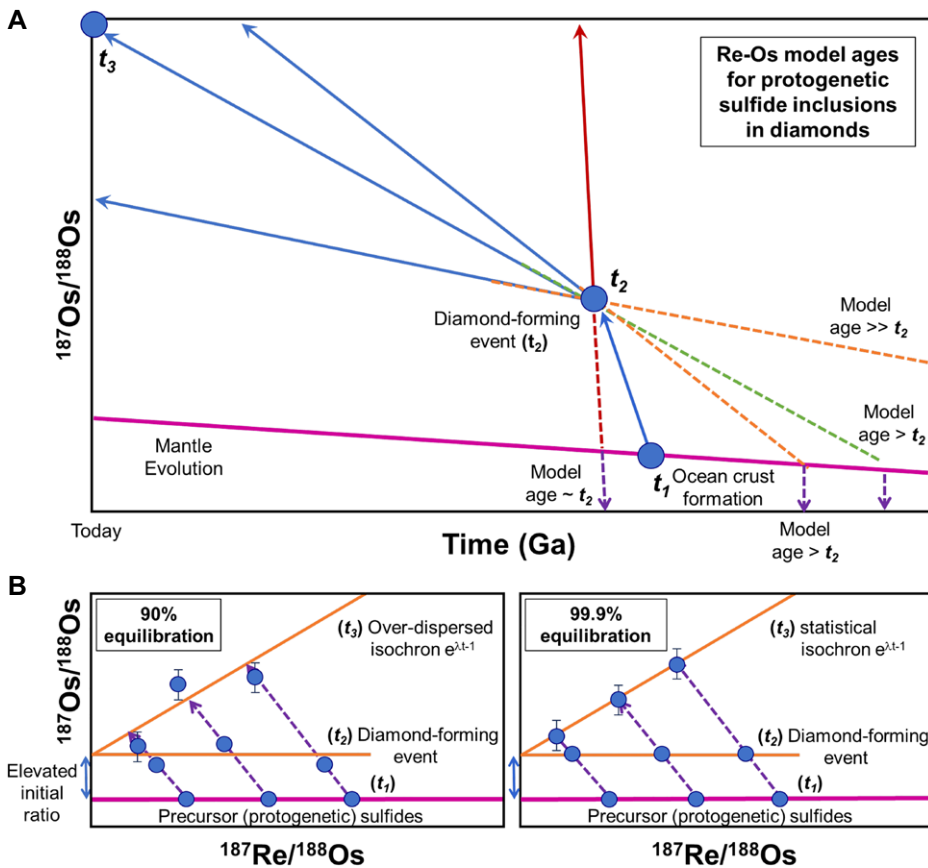 A
t3
Re-Os model ages
for protogenetic
sulfide inclusions
in diamonds
187Os/188Os
t2
Diamond-forming
event (t2)
Model
age >> t2
Model
age > t2
Mantle
Evolution
Model
age ~ t2
t1
Ocean crust
formation
Today
Time (Ga)
Model
age > t2
B
90%
equilibration
(t3) Over-dispersed
isochron eλt-1
(t2) Diamond-forming
event
(t1)
Precursor (protogenetic) sulfides
Elevated
initial
ratio
187Os/188Os
187Re/188Os
99.9%
equilibration
(t3) statistical
isochron eλt-1
(t2) Diamond-forming
event
(t1)
Precursor (protogenetic) sulfides
187Re/188Os